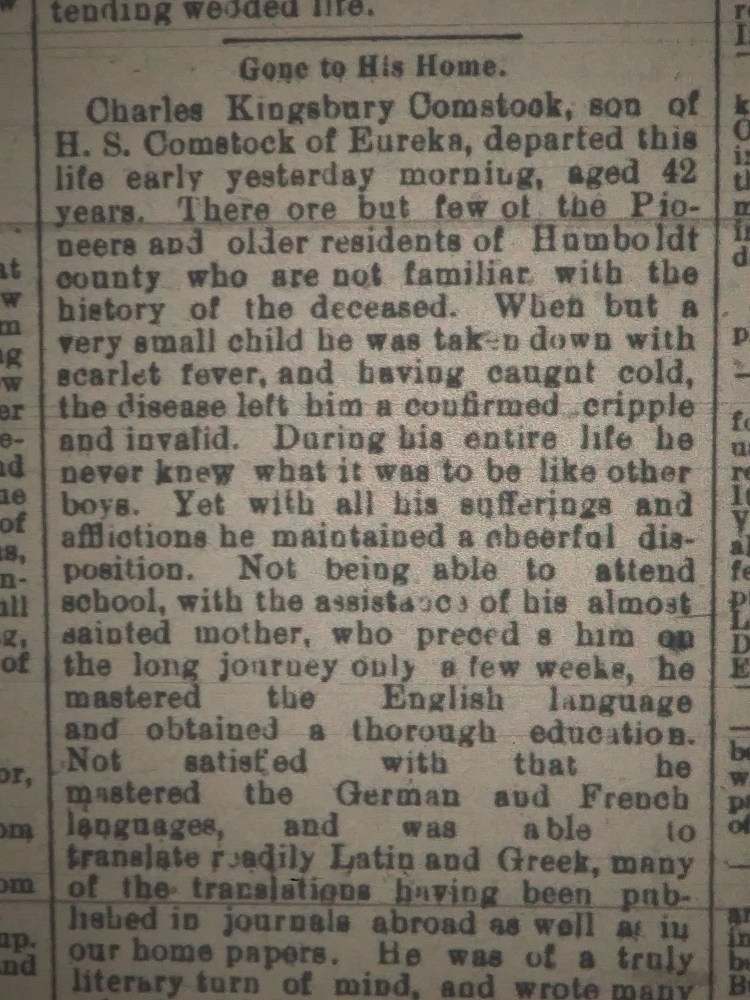 tending wedded life.
Gone to His Home.
Charles Kingsbury Comstock, son of
H. S. Comstock of Eureka, departed this
life early yesterday morning, aged 42
years. There ore but few of the Pio-
neers and older residents of Humboldt
county who are not familiar with the
history of the deceased. When but a
very small child he was taken down with
scarlet fever, and having caught cold,
the disease left him a confirmed cripple
and invalid. During his entire life he
never knew what it was to be like other
boys. Yet with all his sufferings and
afflictions he maintained a cheerful dis-
position. Not being able to attend
school, with the assistance of his almost
sainted mother, who preced s him on
the long journey only a few weeks, he
mastered the English language
and obtained a thorough education.
Not satisfied with that he
mastered the German and French
languages, and was able to
translate readily Latin and Greek, many
of the translations having been pub-
lished in journals abroad as well as in
our home papers. He was of a truly
literary turn of mind, and wrote many